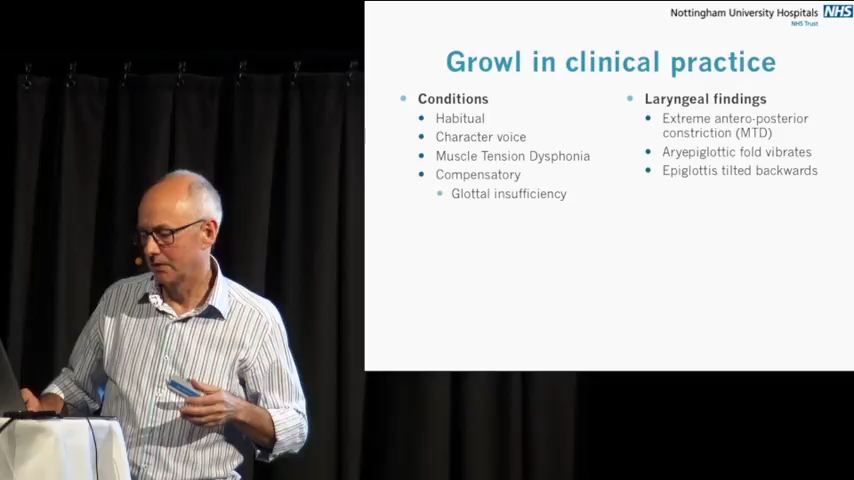 Nottingham University Hospitals NHS
NHS Trust
Growl in clinical practice
Conditions
Habitual
Character voice
Muscle Tension Dysphonia
Compensatory
Glottal insufficiency
Laryngeal findings
Extreme antero-posterior
constriction (MTD)
Aryepiglottic fold vibrates
Epiglottis tilted backwards